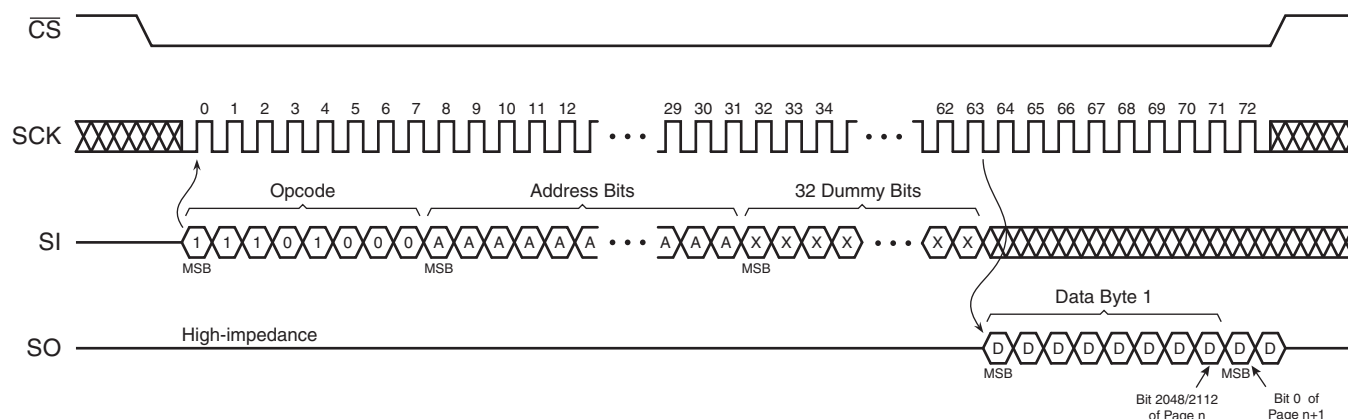 CS
0 1 2 3 4 5 6 7 8 9 10 11 12 29 30 31 32 33 34 62 63 64 65 66 67 68 69 70 71 72
SCK
Opcode Address Bits 32 Dummy Bits
SI 1 1 1 0 1 0 0 0 A A A A A A A A A X X X X X X
MSB MSB MSB
Data Byte 1
High-impedance
SO D D D D D D D D D D
MSB MSB
Bit 2048/2112 Bit 0 of
of Page n Page n+1